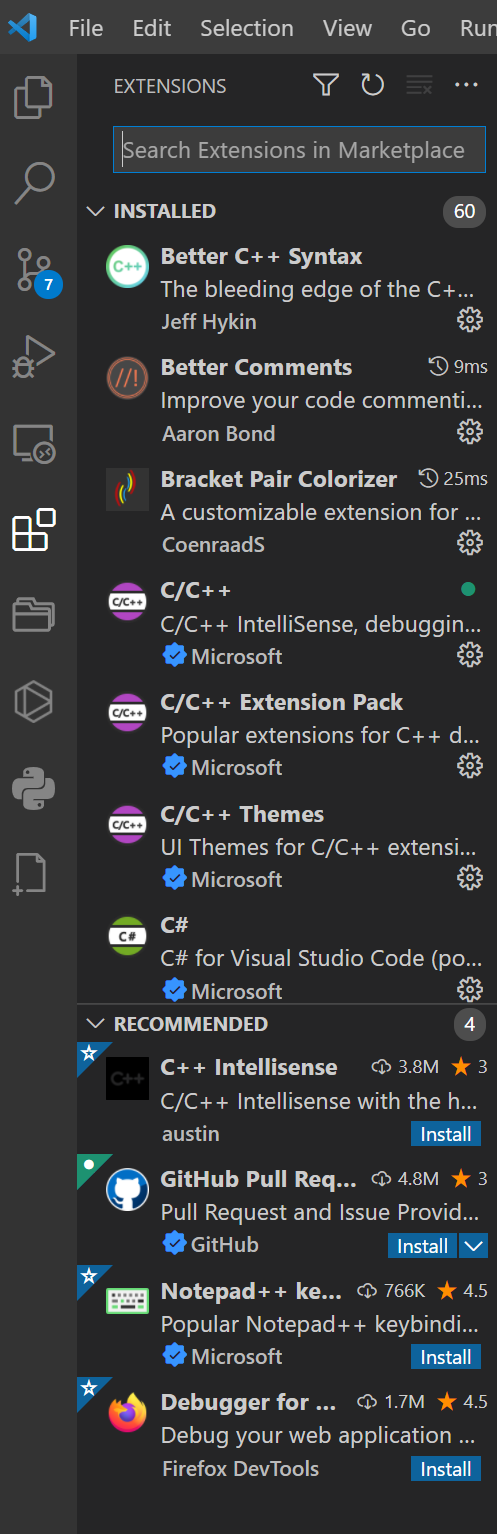 File Edit Selection View Go Run
EXTENSIONS
Search Extensions in Marketplace
INSTALLED 60
Better C++ Syntax
The bleeding edge of the C+...
Jeff Hykin
Better Comments 9ms
Improve your code commenti...
Aaron Bond
Bracket Pair Colorizer 25ms
A customizable extension for ...
CoenraadS
C/C++
C/C++ IntelliSense, debuggin...
Microsoft
C/C++ Extension Pack
Popular extensions for C++ d...
Microsoft
C/C++ Themes
UI Themes for C/C++ extensi...
Microsoft
C#
C# for Visual Studio Code (po...
Microsoft
RECOMMENDED 4
C++ Intellisense 3.8M 3
C/C++ Intellisense with the h...
austin Install
GitHub Pull Req... 4.8M 3
Pull Request and Issue Provid...
GitHub Install
Notepad++ ke... 766K 4.5
Popular Notepad++ keybindi...
Microsoft Install
Debugger for ... 1.7M 4.5
Debug your web application ...
Firefox DevTools Install
7
C++
//!
C/C++
C/C++
C/C++
C#
C++